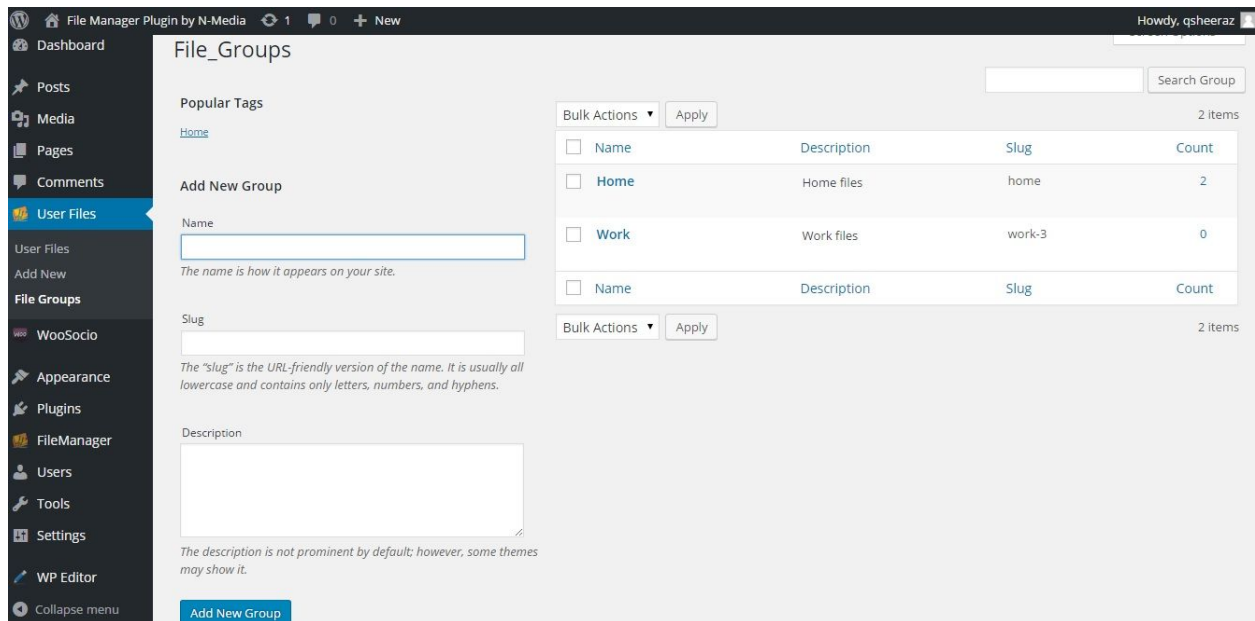 File Manager Plugin by N-Media 1 0 + New Howdy, qsheeraz
Dashboard
Posts
Media
Pages
Comments
User Files
User Files
Add New
File Groups
WooSocio
Appearance
Plugins
FileManager
Users
Tools
Settings
WP Editor
Collapse menu
File_Groups
Popular Tags
Home
Add New Group
Name
The name is how it appears on your site.
Slug
The “slug” is the URL-friendly version of the name. It is usually all
lowercase and contains only letters, numbers, and hyphens.
Description
The description is not prominent by default; however, some themes
may show it.
Add New Group
Search Group
Bulk Actions Apply 2 items
Name Description Slug Count
Home Home files home 2
Work Work files work-3 0
Name Description Slug Count
Bulk Actions Apply 2 items